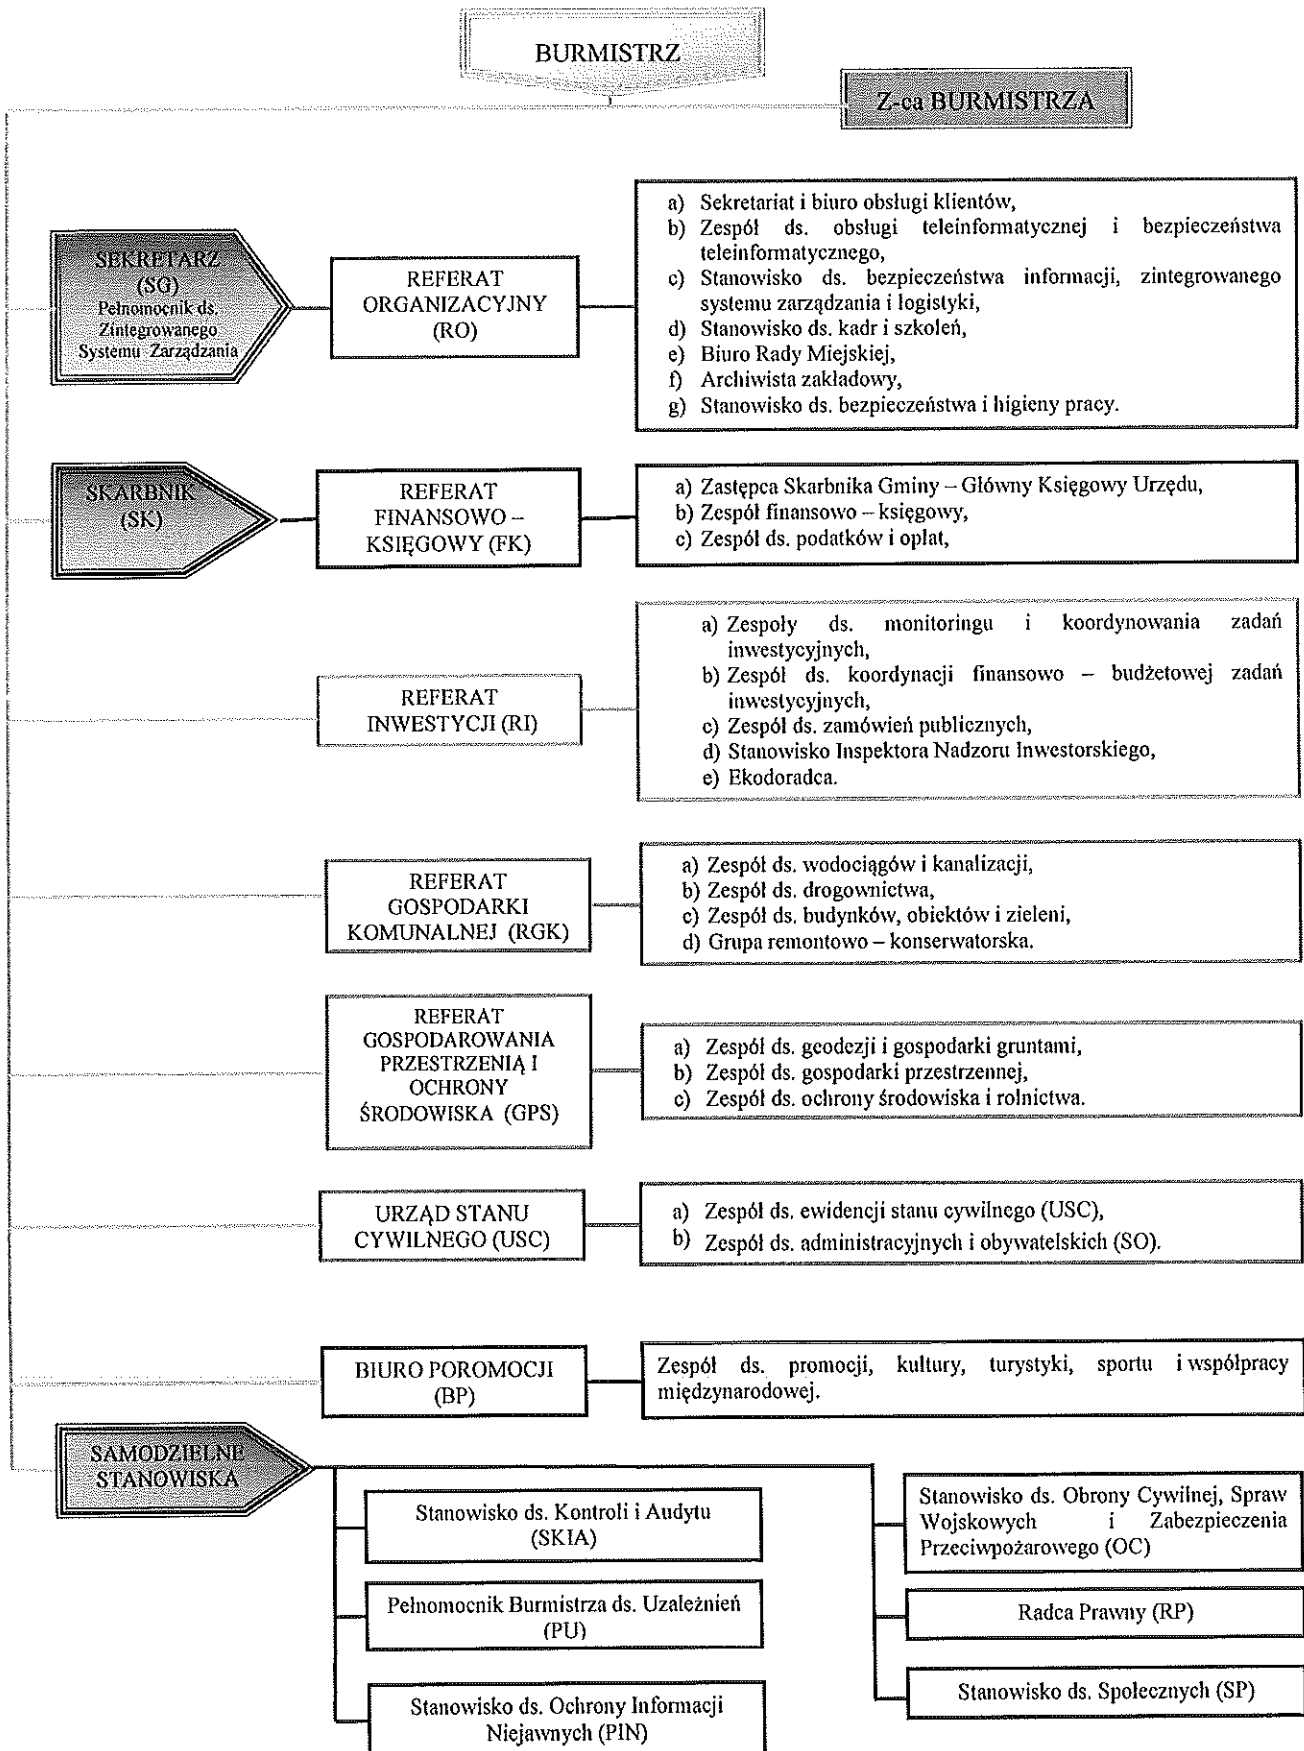 BURMISTRZ
Z-ca BURMISTRZA
SEKRETARZ
(SG)
Pełnomocnik ds.
Zintegrowanego
Systemu Zarządzania
REFERAT
ORGANIZACYJNY
(RO)
a) Sekretariat i biuro obsługi klientów,
b) Zespół ds. obsługi teleinformatycznej i bezpieczeństwa
teleinformatycznego,
c) Stanowisko ds. bezpieczeństwa informacji, zintegrowanego
systemu zarządzania i logistyki,
d) Stanowisko ds. kadr i szkoleń,
e) Biuro Rady Miejskiej,
f) Archiwista zakładowy,
g) Stanowisko ds. bezpieczeństwa i higieny pracy.
SKARBNIK
(SK)
REFERAT
FINANSOWO –
KSIĘGOWY (FK)
a) Zastępca Skarbnika Gminy – Główny Księgowy Urzędu,
b) Zespół finansowo – księgowy,
c) Zespół ds. podatków i opłat,
REFERAT
INWESTYCJI (RI)
a) Zespoły ds. monitoringu i koordynowania zadań
inwestycyjnych,
b) Zespół ds. koordynacji finansowo – budżetowej zadań
inwestycyjnych,
c) Zespół ds. zamówień publicznych,
d) Stanowisko Inspektora Nadzoru Inwestorskiego,
e) Ekodoradca.
REFERAT
GOSPODARKI
KOMUNALNEJ (RGK)
a) Zespół ds. wodociągów i kanalizacji,
b) Zespół ds. drogownictwa,
c) Zespół ds. budynków, obiektów i zieleni,
d) Grupa remontowo – konserwatorska.
REFERAT
GOSPODAROWANIA
PRZESTRZENIĄ I
OCHRONY
ŚRODOWISKA (GPS)
a) Zespół ds. geodezji i gospodarki gruntami,
b) Zespół ds. gospodarki przestrzennej,
c) Zespół ds. ochrony środowiska i rolnictwa.
URZĄD STANU
CYWILNEGO (USC)
a) Zespół ds. ewidencji stanu cywilnego (USC),
b) Zespół ds. administracyjnych i obywatelskich (SO).
BIURO POROMOCJI
(BP)
Zespół ds. promocji, kultury, turystyki, sportu i współpracy
międzynarodowej.
SAMODZIELNE
STANOWISKA
Stanowisko ds. Kontroli i Audytu
(SKIA)
Pełnomocnik Burmistrza ds. Uzależnień
(PU)
Stanowisko ds. Ochrony Informacji
Niejawnych (PIN)
Stanowisko ds. Obrony Cywilnej, Spraw
Wojskowych i Zabezpieczenia
Przeciwpożarowego (OC)
Radca Prawny (RP)
Stanowisko ds. Społecznych (SP)